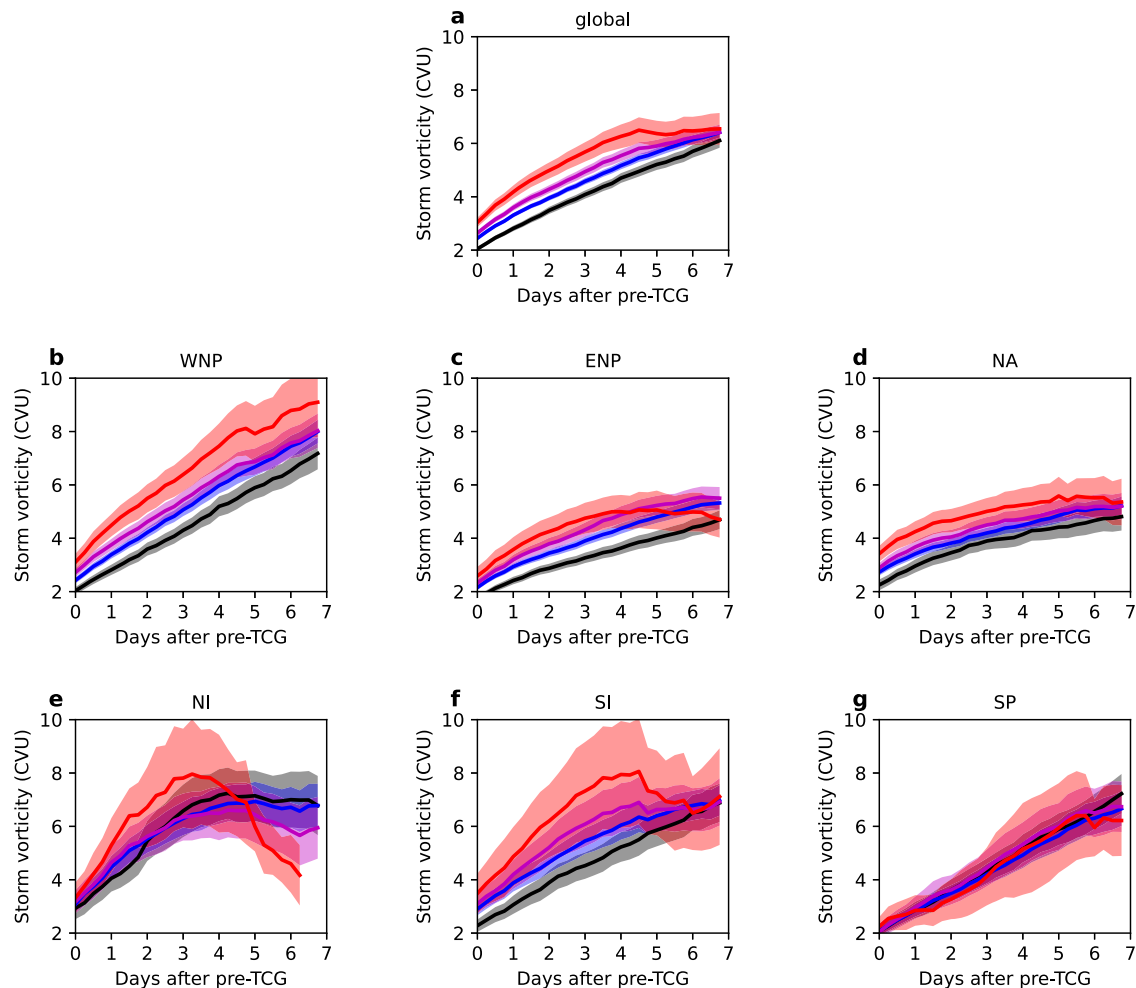 a global
10
8
6
4
2
Storm vorticity (CVU)
0 1 2 3 4 5 6 7
Days after pre-TCG
b WNP
10
8
6
4
2
Storm vorticity (CVU)
0 1 2 3 4 5 6 7
Days after pre-TCG
c ENP
10
8
6
4
2
Storm vorticity (CVU)
0 1 2 3 4 5 6 7
Days after pre-TCG
d NA
10
8
6
4
2
Storm vorticity (CVU)
0 1 2 3 4 5 6 7
Days after pre-TCG
e NI
10
8
6
4
2
Storm vorticity (CVU)
0 1 2 3 4 5 6 7
Days after pre-TCG
f SI
10
8
6
4
2
Storm vorticity (CVU)
0 1 2 3 4 5 6 7
Days after pre-TCG
g SP
10
8
6
4
2
Storm vorticity (CVU)
0 1 2 3 4 5 6 7
Days after pre-TCG